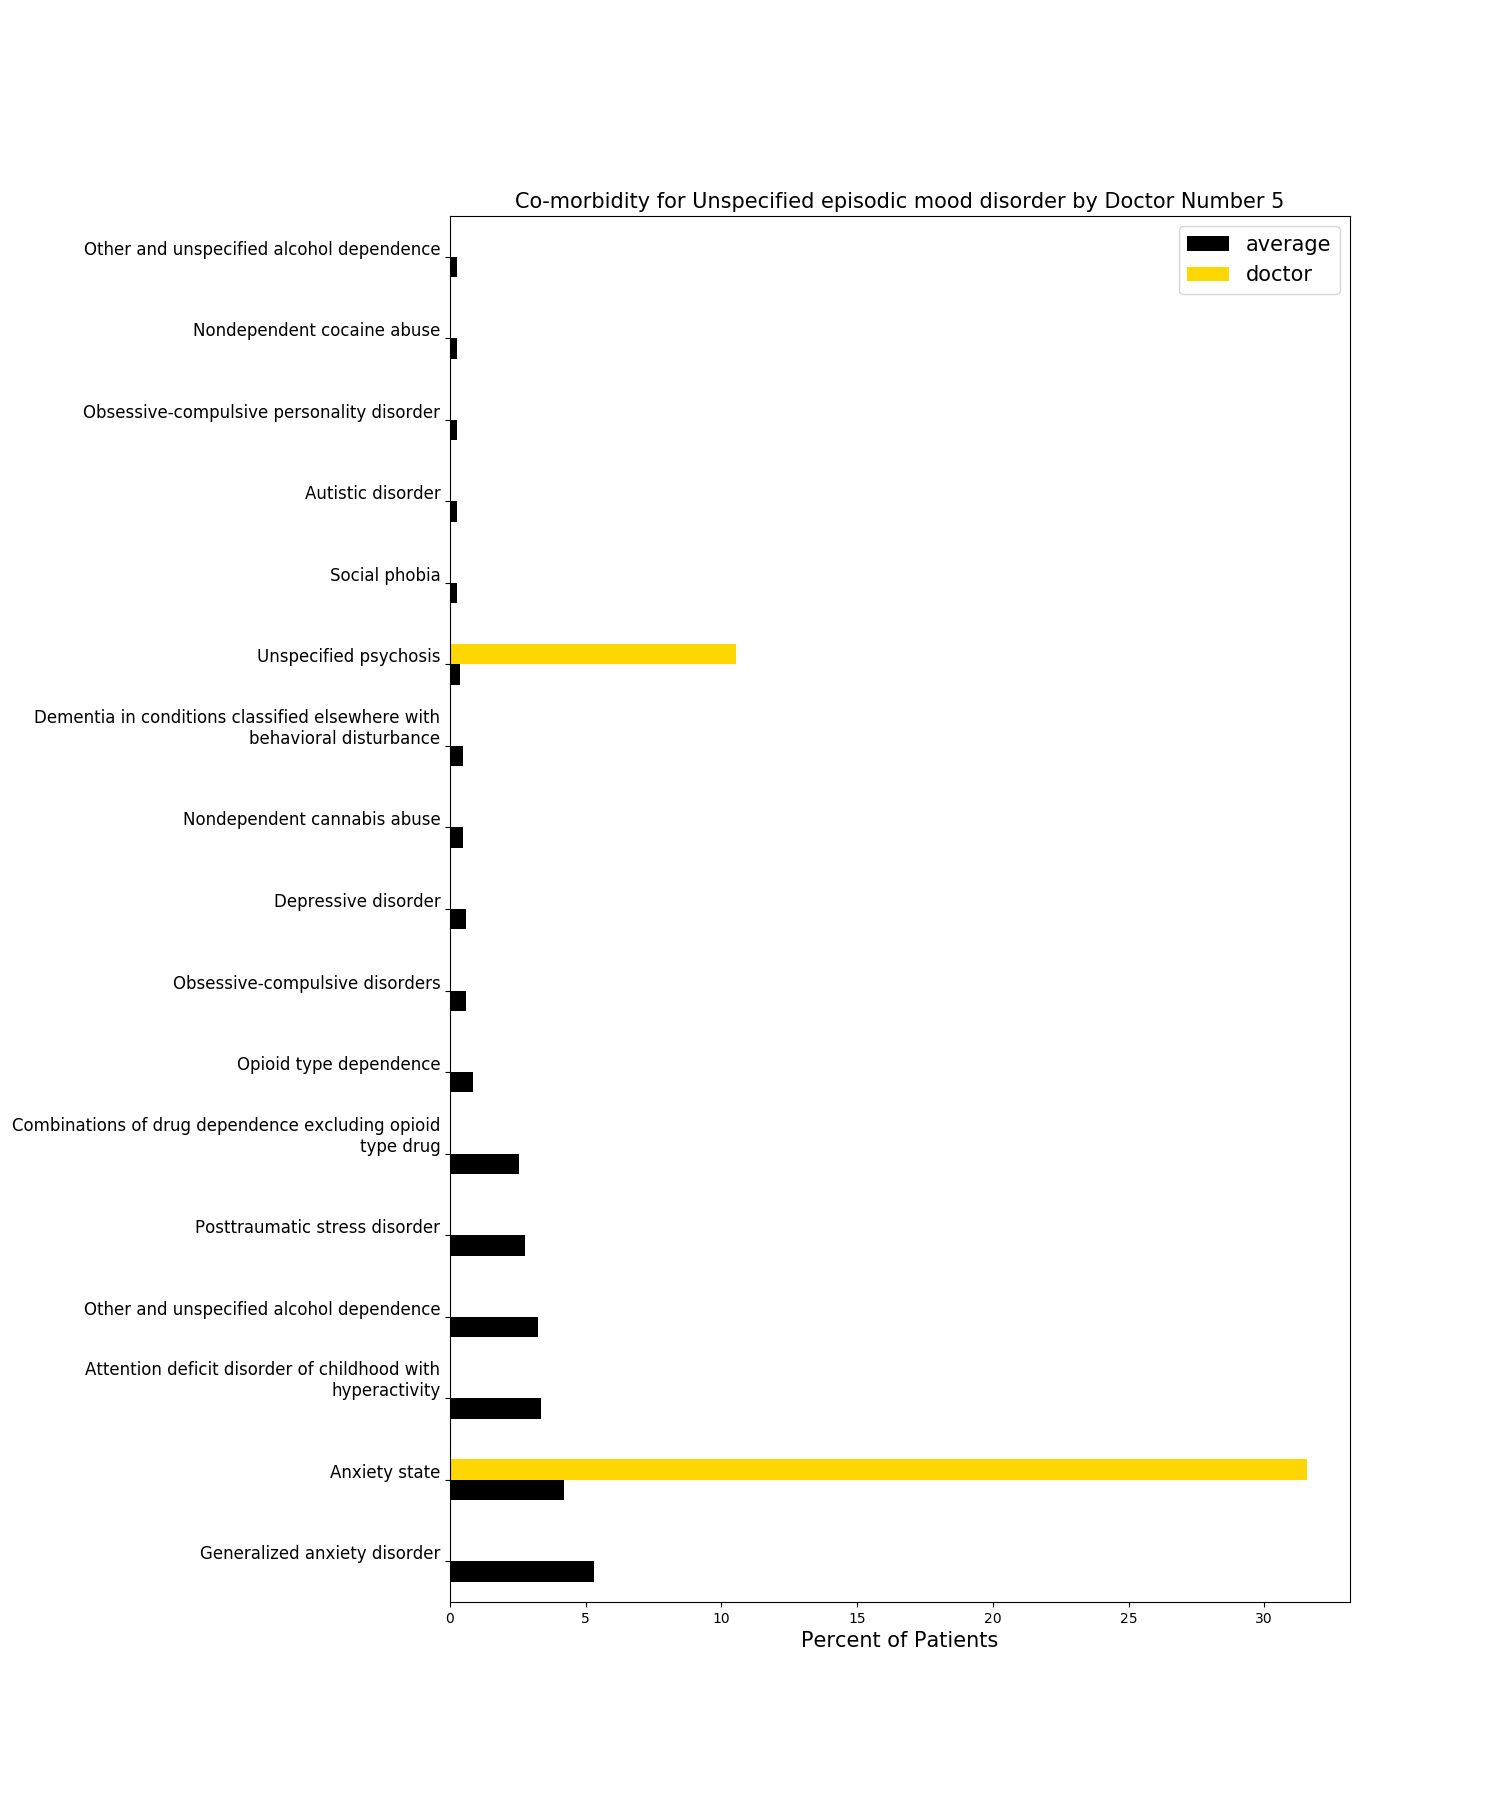 Co-morbidity for Unspecified episodic mood disorder by Doctor Number 5
average
doctor
Other and unspecified alcohol dependence
Nondependent cocaine abuse
Obsessive-compulsive personality disorder
Autistic disorder
Social phobia
Unspecified psychosis
Dementia in conditions classified elsewhere with
behavioral disturbance
Nondependent cannabis abuse
Depressive disorder
Obsessive-compulsive disorders
Opioid type dependence
Combinations of drug dependence excluding opioid
type drug
Posttraumatic stress disorder
Other and unspecified alcohol dependence
Attention deficit disorder of childhood with
hyperactivity
Anxiety state
Generalized anxiety disorder
0 5 10 15 20 25 30
Percent of Patients